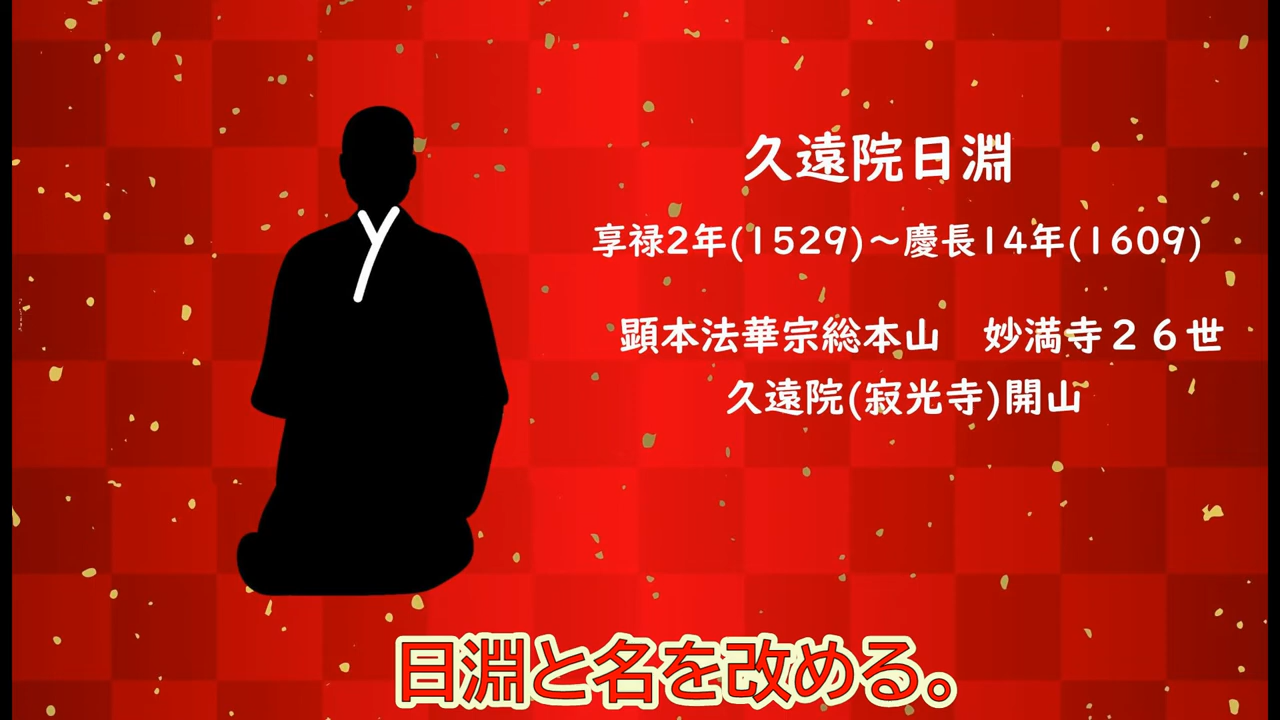 久遠院日淵
享禄2年(1529)～慶長14年(1609)
顕本法華宗総本山　妙満寺２６世
久遠院(寂光寺)開山
日淵と名を改める。